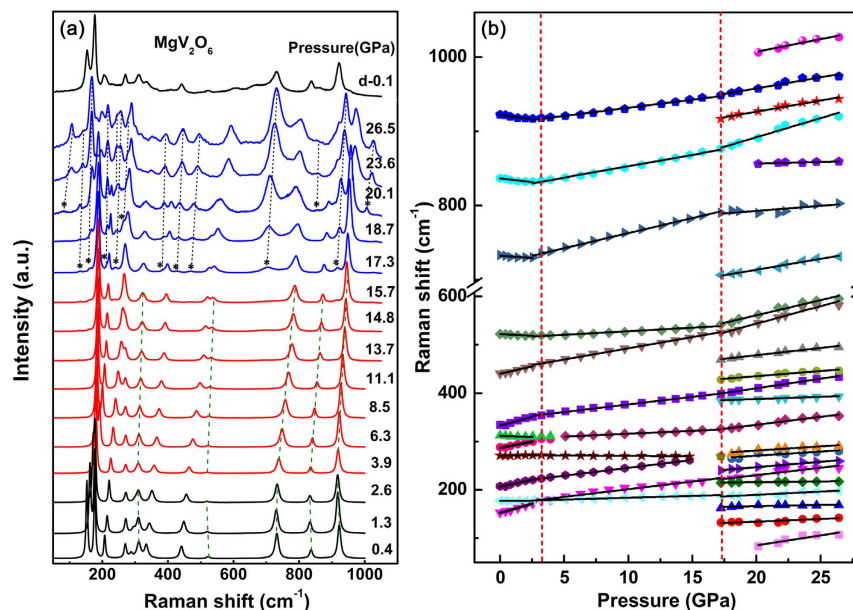 (a)
MgV2O6
Pressure(GPa)
d-0.1
26.5
23.6
20.1
18.7
17.3
15.7
14.8
13.7
11.1
8.5
6.3
3.9
2.6
1.3
0.4
Intensity (a.u.)
200 400 600 800 1000
Raman shift (cm-1)
(b)
1000
800
600
400
200
Raman shift (cm-1)
0 5 10 15 20 25
Pressure (GPa)